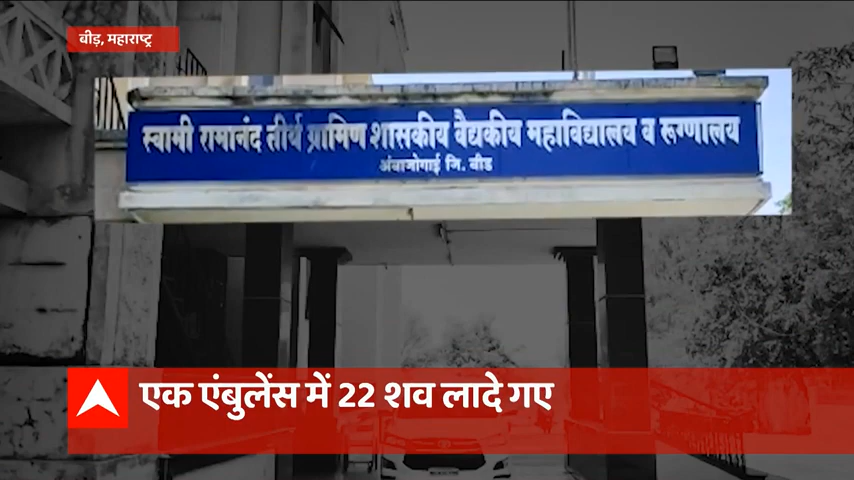 बीड़, महाराष्ट्र
स्वामी रामानंद तीर्थ ग्रामिण शासकीय वैद्यकीय महाविद्यालय व रूग्णालय
अंबाजोगाई जि. बीड
एक एंबुलेंस में 22 शव लादे गए